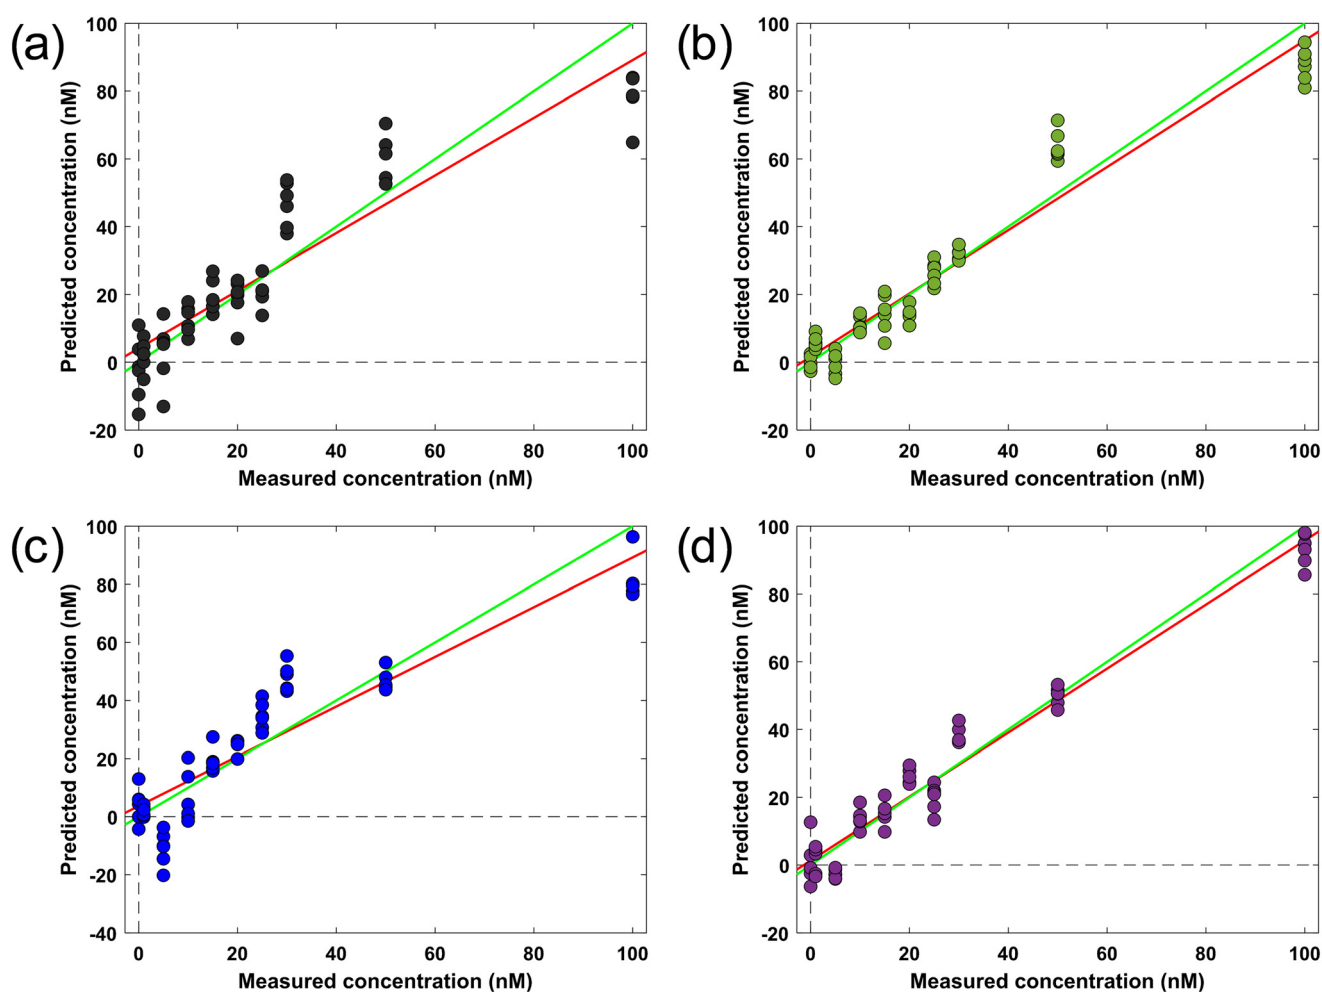 (a)
Predicted concentration (nM)
100
80
60
40
20
0
-20
0 20 40 60 80 100
Measured concentration (nM)
(b)
Predicted concentration (nM)
100
80
60
40
20
0
-20
0 20 40 60 80 100
Measured concentration (nM)
(c)
Predicted concentration (nM)
100
80
60
40
20
0
-20
-40
0 20 40 60 80 100
Measured concentration (nM)
(d)
Predicted concentration (nM)
100
80
60
40
20
0
-20
0 20 40 60 80 100
Measured concentration (nM)